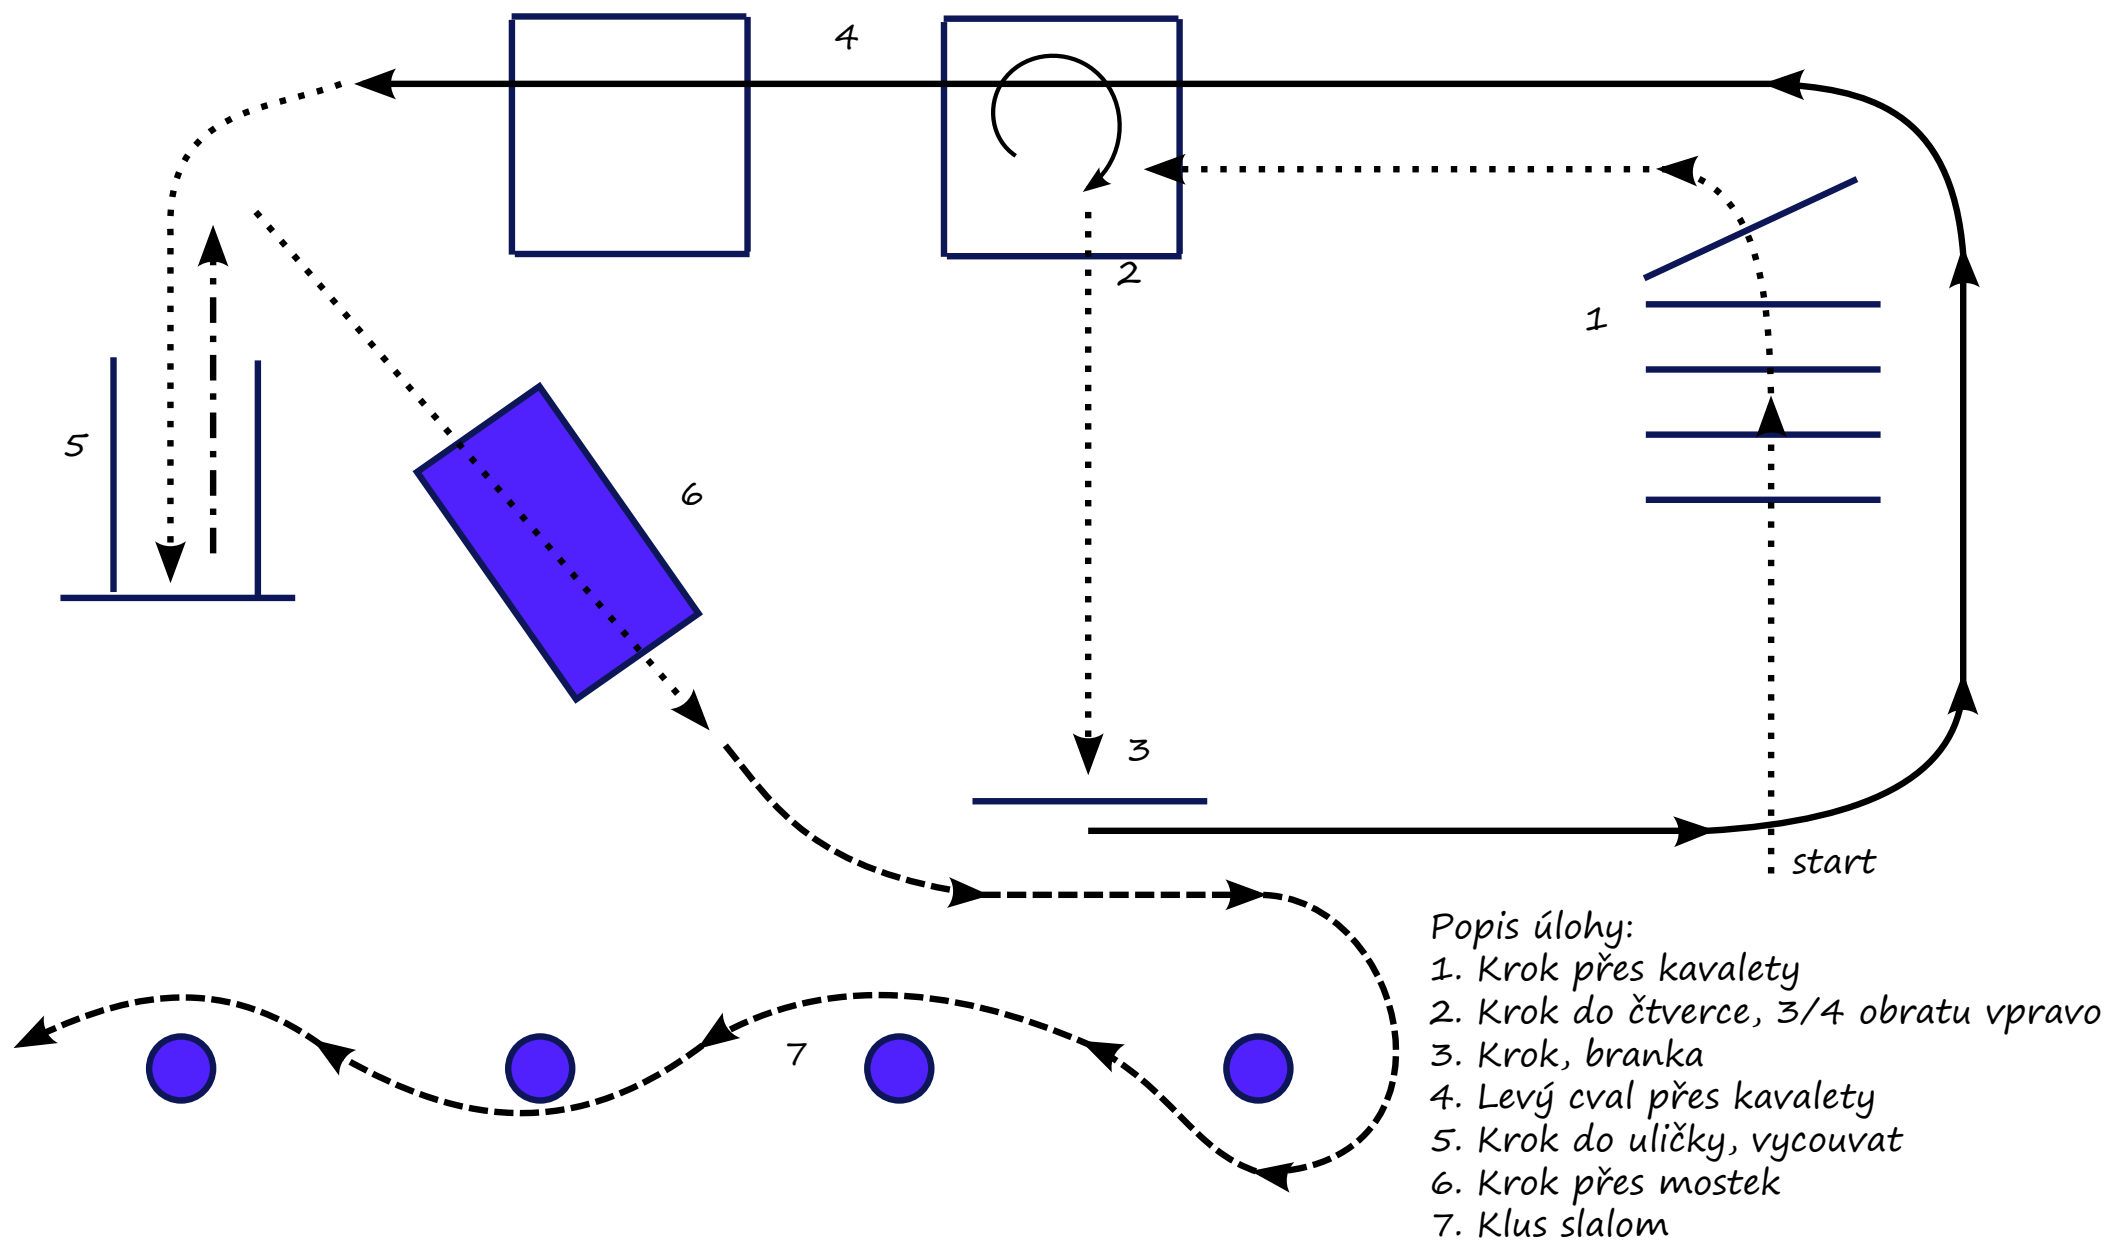 4
2
1
5
6
3
start
7
Popis úlohy:
1. Krok přes kavalety
2. Krok do čtverce, 3/4 obratu vpravo
3. Krok, branka
4. Levý cval přes kavalety
5. Krok do uličky, vycouvat
6. Krok přes mostek
7. Klus slalom